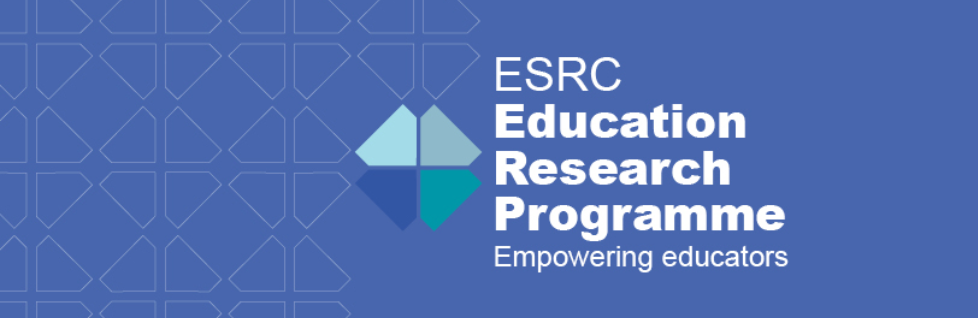 ESRC
Education
Research
Programme
Empowering educators